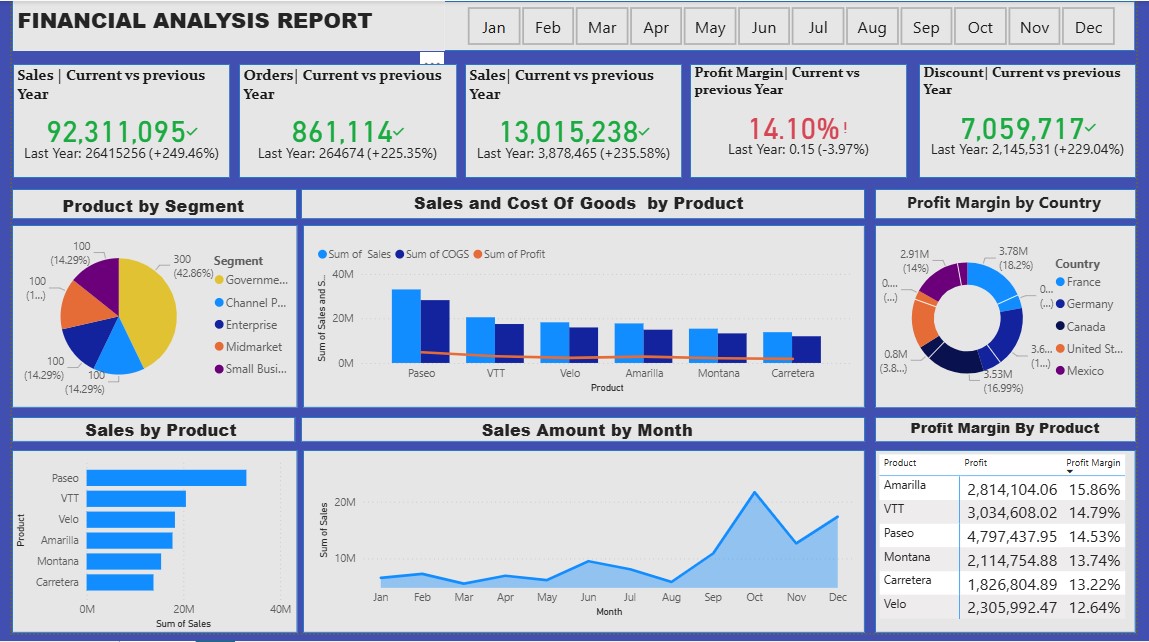 FINANCIAL ANALYSIS REPORT
Jan Feb Mar Apr May Jun Jul Aug Sep Oct Nov Dec
Sales | Current vs previous
Year
92,311,095
Last Year: 26415256 (+249.46%)
Orders| Current vs previous
Year
861,114
Last Year: 264674 (+225.35%)
Sales| Current vs previous
Year
13,015,238
Last Year: 3,878,465 (+235.58%)
Profit Margin| Current vs
previous Year
14.10%!
Last Year: 0.15 (-3.97%)
Discount| Current vs previous
Year
7,059,717
Last Year: 2,145,531 (+229.04%)
Product by Segment
100
(14.29%)
300
(42.86%)
100
(1...)
100
(14.29%)
100
(14.29%)
Segment
Governme...
Channel P...
Enterprise
Midmarket
Small Busi...
Sales and Cost Of Goods by Product
Sum of Sales Sum of COGS Sum of Profit
Sum of Sales and S...
40M
20M
0M
Paseo VTT Velo Amarilla Montana Carretera
Product
Profit Margin by Country
2.91M
(14%)
3.78M
(18.2%)
0....
(...)
0...
(...)
0.8M
(3.8...)
3.6...
(1...)
3.53M
(16.99%)
Country
France
Germany
Canada
United St...
Mexico
Sales by Product
Product
Paseo
VTT
Velo
Amarilla
Montana
Carretera
0M 20M 40M
Sum of Sales
Sales Amount by Month
Sum of Sales
20M
10M
Jan Feb Mar Apr May Jun Jul Aug Sep Oct Nov Dec
Month
Profit Margin By Product
Product Profit Profit Margin
Amarilla 2,814,104.06 15.86%
VTT 3,034,608.02 14.79%
Paseo 4,797,437.95 14.53%
Montana 2,114,754.88 13.74%
Carretera 1,826,804.89 13.22%
Velo 2,305,992.47 12.64%